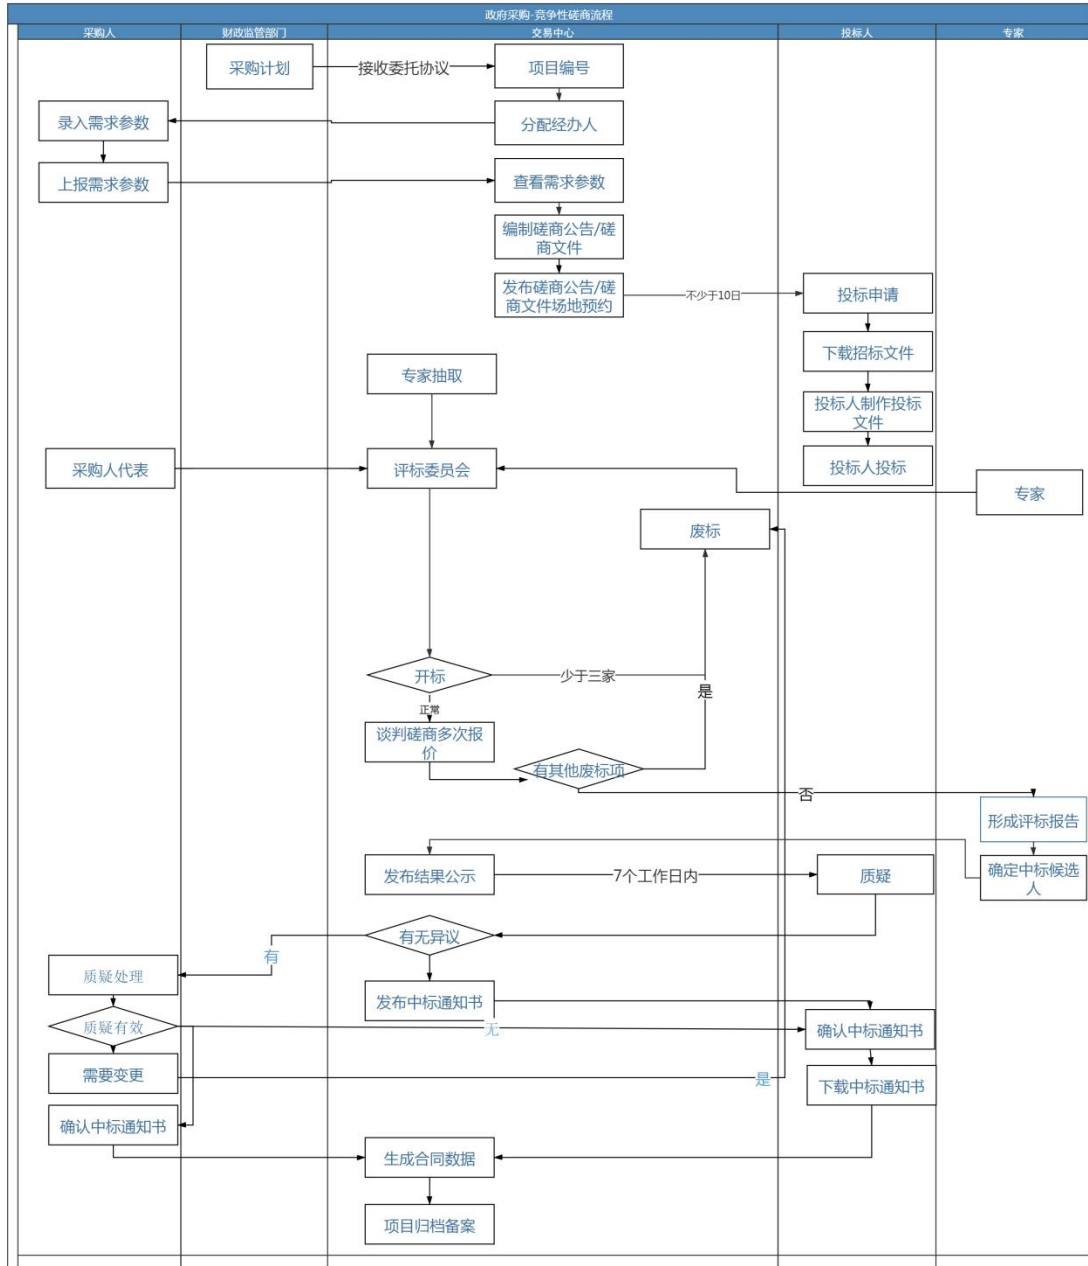 政府采购-竞争性磋商流程
采购人
财政监管部门
交易中心
投标人
专家
采购计划
接收委托协议
项目编号
录入需求参数
分配经办人
上报需求参数
查看需求参数
编制磋商公告/磋
商文件
发布磋商公告/磋
商文件场地预约
不少于10日
投标申请
下载招标文件
专家抽取
投标人制作投标
文件
采购人代表
评标委员会
投标人投标
专家
废标
开标
少于三家
是
正常
谈判磋商多次报
价
有其他废标项
否
形成评标报告
发布结果公示
7个工作日内
质疑
确定中标候选
人
有无异议
有
质疑处理
发布中标通知书
质疑有效
无
确认中标通知书
需要变更
是
下载中标通知书
确认中标通知书
生成合同数据
项目归档备案